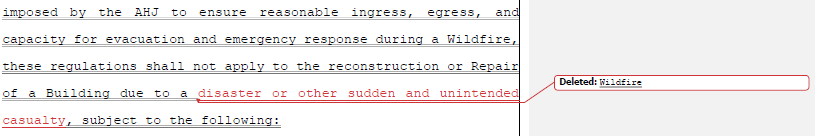 imposed by the AHJ to ensure reasonable ingress, egress, and
capacity for evacuation and emergency response during a Wildfire,
these regulations shall not apply to the reconstruction or Repair
of a Building due to a disaster or other sudden and unintended
casualty, subject to the following:
Deleted: Wildfire